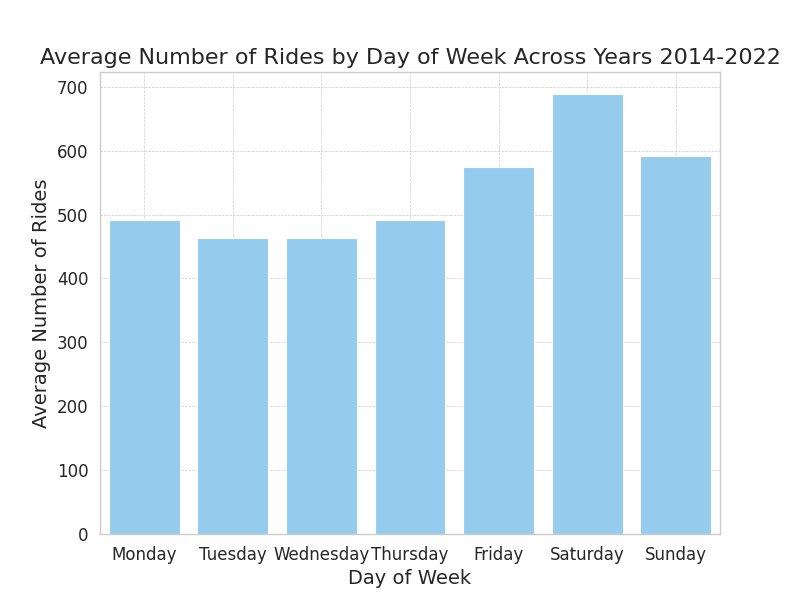 Average Number of Rides by Day of Week Across Years 2014-2022
700
600
500
400
300
200
100
0
Average Number of Rides
Monday Tuesday Wednesday Thursday Friday Saturday Sunday
Day of Week